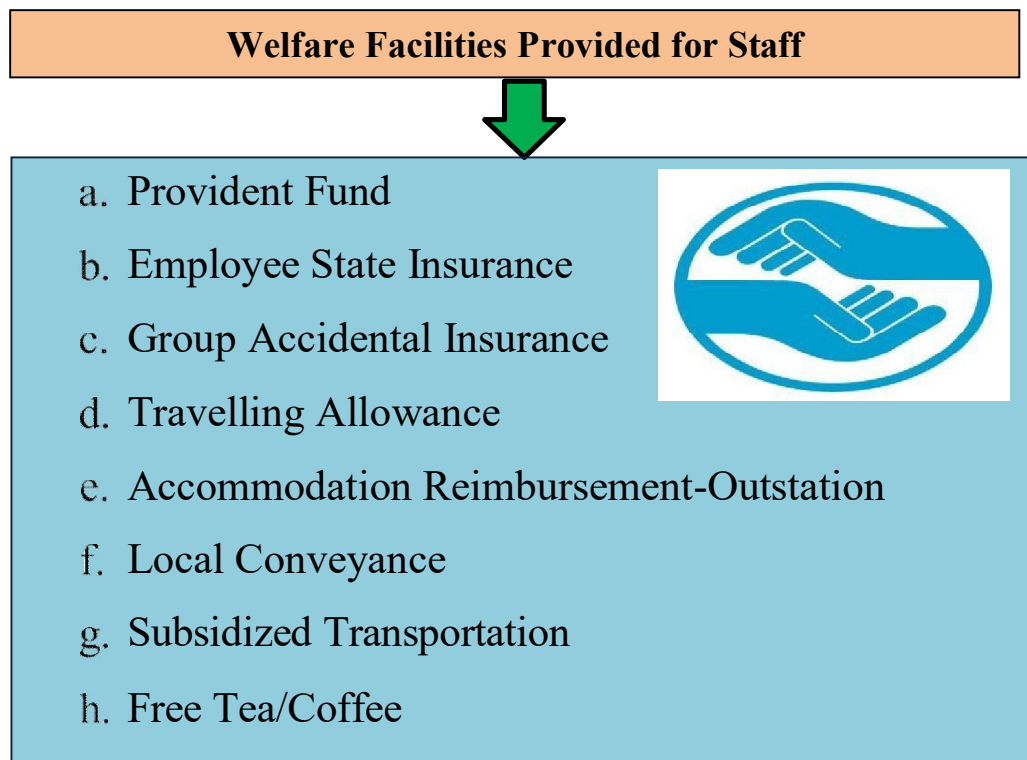 Welfare Facilities Provided for Staff
a. Provident Fund
b. Employee State Insurance
c. Group Accidental Insurance
d. Travelling Allowance
e. Accommodation Reimbursement-Outstation
f. Local Conveyance
g. Subsidized Transportation
h. Free Tea/Coffee